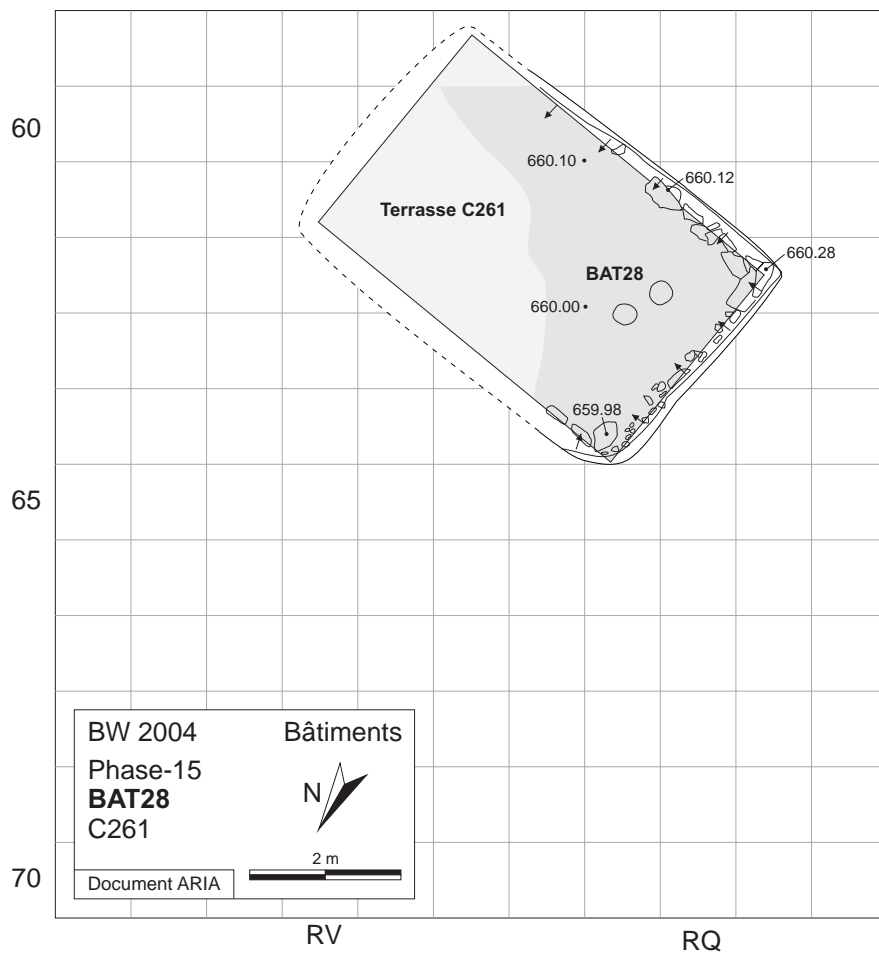 60
660.10
660.12
Terrasse C261
660.28
BAT28
660.00
659.98
65
BW 2004 Bâtiments
Phase-15
BAT28
N
C261
2 m
Document ARIA
70
RV RQ